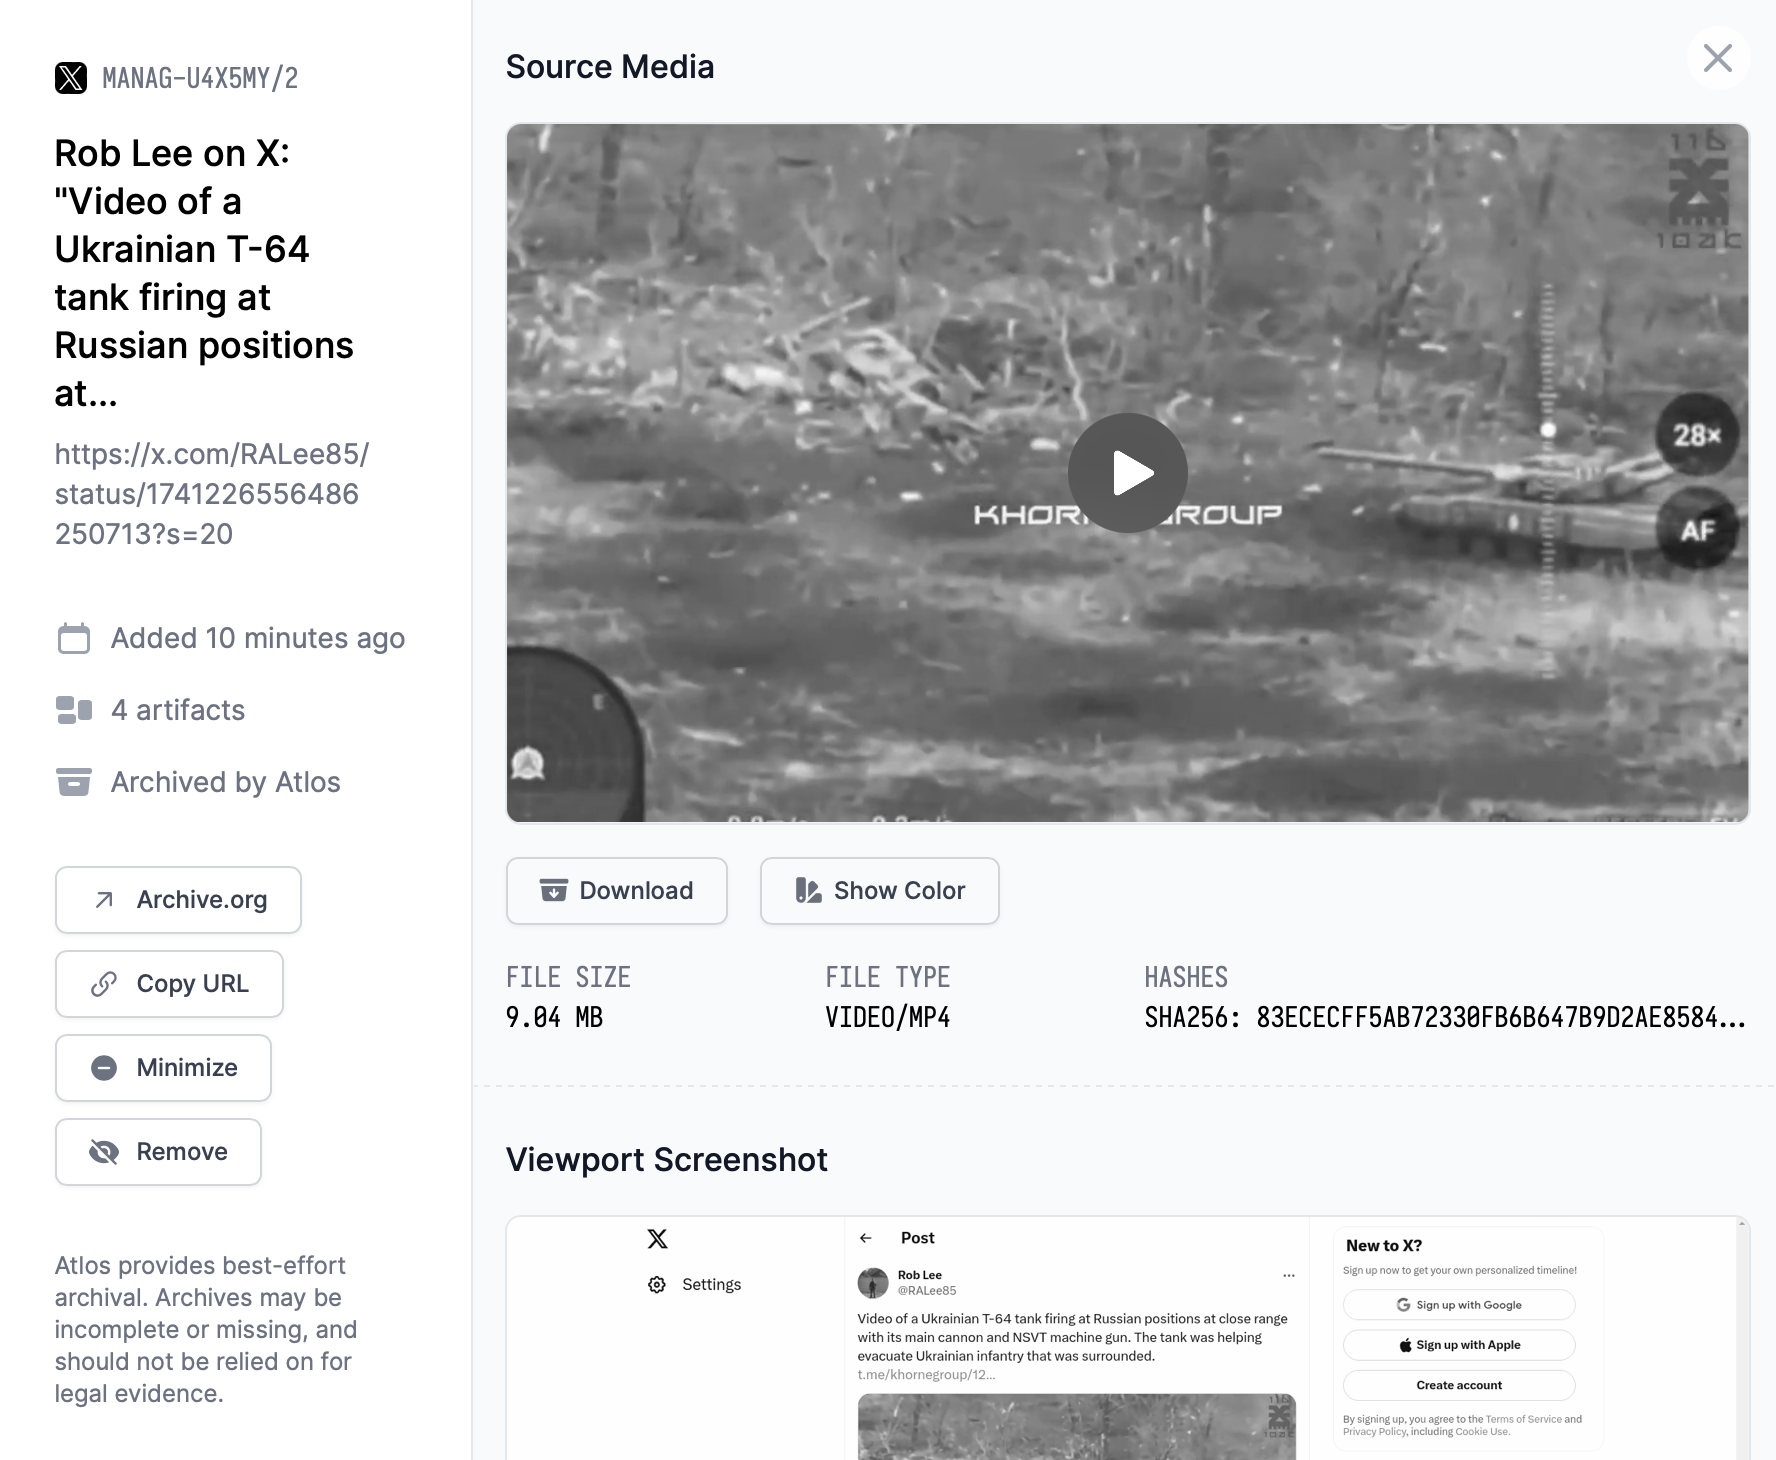 MANAG-U4X5MY/2
Rob Lee on X:
"Video of a
Ukrainian T-64
tank firing at
Russian positions
at...
https://x.com/RALee85/
status/1741226556486
250713?s=20
Added 10 minutes ago
4 artifacts
Archived by Atlos
Archive.org
Copy URL
Minimize
Remove
Atlos provides best-effort
archival. Archives may be
incomplete or missing, and
should not be relied on for
legal evidence.
Source Media
116
10ak
28×
AF
E
Download
Show Color
FILE SIZE
9.04 MB
FILE TYPE
VIDEO/MP4
HASHES
SHA256: 83ECECFF5AB72330FB6B647B9D2AE8584...
Viewport Screenshot
Settings
Post
Rob Lee
@RALee85
Video of a Ukrainian T-64 tank firing at Russian positions at close range
with its main cannon and NSVT machine gun. The tank was helping
evacuate Ukrainian infantry that was surrounded.
t.me/khornegroup/12...
New to X?
Sign up now to get your own personalized timeline!
Sign up with Google
Sign up with Apple
Create account
By signing up, you agree to the Terms of Service and
Privacy Policy, including Cookie Use.